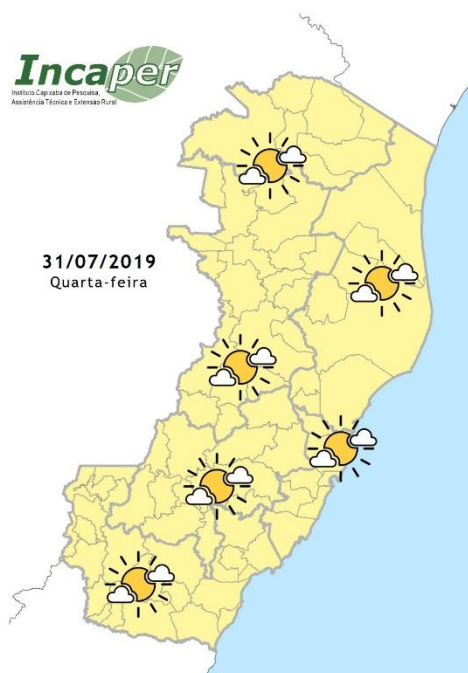 Incaper
Instituto Capixaba de Pesquisa,
Assistência Técnica e Extensão Rural
31/07/2019
Quarta-feira